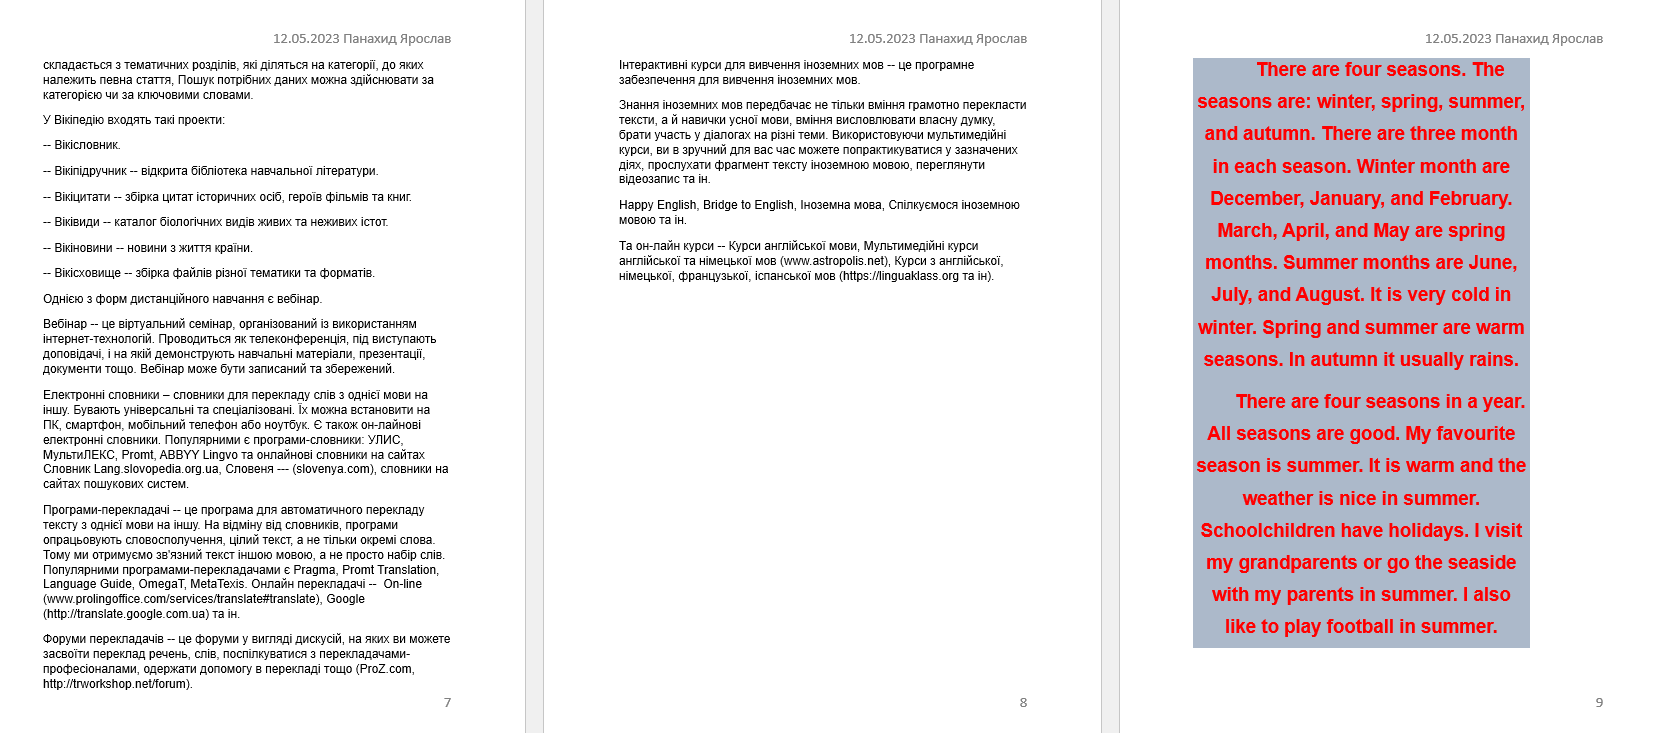 12.05.2023 Панахид Ярослав
складається з тематичних розділів, які діляться на категорії, до яких
належить певна стаття, Пошук потрібних даних можна здійснювати за
категорією чи за ключовими словами.
У Вікіпедію входять такі проекти:
-- Вікісловник.
-- Вікіпідручник -- відкрита бібліотека навчальної літератури.
-- Вікіцитати -- збірка цитат історичних осіб, героїв фільмів та книг.
-- Віківиди -- каталог біологічних видів живих та неживих істот.
-- Вікіновини -- новини з життя країни.
-- Вікісховище -- збірка файлів різної тематики та форматів.
Однією з форм дистанційного навчання є вебінар.
Вебінар -- це віртуальний семінар, організований із використанням
інтернет-технологій. Проводиться як телеконференція, під виступають
доповідачі, і на якій демонструють навчальні матеріали, презентації,
документи тощо. Вебінар може бути записаний та збережений.
Електронні словники – словники для перекладу слів з однієї мови на
іншу. Бувають універсальні та спеціалізовані. Їх можна встановити на
ПК, смартфон, мобільний телефон або ноутбук. Є також он-лайнові
електронні словники. Популярними є програми-словники: УЛИС,
МультиЛЕКС, Promt, ABBYY Lingvo та онлайнові словники на сайтах
Словник Lang.slovopedia.org.ua, Словеня --- (slovenya.com), словники на
сайтах пошукових систем.
Програми-перекладачі -- це програма для автоматичного перекладу
тексту з однієї мови на іншу. На відміну від словників, програми
опрацьовують словосполучення, цілий текст, а не тільки окремі слова.
Тому ми отримуємо зв'язний текст іншою мовою, а не просто набір слів.
Популярними програмами-перекладачами є Pragma, Promt Translation,
Language Guide, OmegaT, MetaTexis. Онлайн перекладачі --  On-line
(www.prolingoffice.com/services/translate#translate), Google
(http://translate.google.com.ua) та ін.
Форуми перекладачів -- це форуми у вигляді дискусій, на яких ви можете
засвоїти переклад речень, слів, поспілкуватися з перекладачами-
професіоналами, одержати допомогу в перекладі тощо (ProZ.com,
http://trworkshop.net/forum).
7
12.05.2023 Панахид Ярослав
Інтерактивні курси для вивчення іноземних мов -- це програмне
забезпечення для вивчення іноземних мов.
Знання іноземних мов передбачає не тільки вміння грамотно перекласти
тексти, а й навички усної мови, вміння висловлювати власну думку,
брати участь у діалогах на різні теми. Використовуючи мультимедійні
курси, ви в зручний для вас час можете попрактикуватися у зазначених
діях, прослухати фрагмент тексту іноземною мовою, переглянути
відеозапис та ін.
Happy English, Bridge to English, Іноземна мова, Спілкуємося іноземною
мовою та ін.
Та он-лайн курси -- Курси англійської мови, Мультимедійні курси
англійської та німецької мов (www.astropolis.net), Курси з англійської,
німецької, французької, іспанської мов (https://linguaklass.org та ін).
8
12.05.2023 Панахид Ярослав
There are four seasons. The
seasons are: winter, spring, summer,
and autumn. There are three month
in each season. Winter month are
December, January, and February.
March, April, and May are spring
months. Summer months are June,
July, and August. It is very cold in
winter. Spring and summer are warm
seasons. In autumn it usually rains.
There are four seasons in a year.
All seasons are good. My favourite
season is summer. It is warm and the
weather is nice in summer.
Schoolchildren have holidays. I visit
my grandparents or go the seaside
with my parents in summer. I also
like to play football in summer.
9